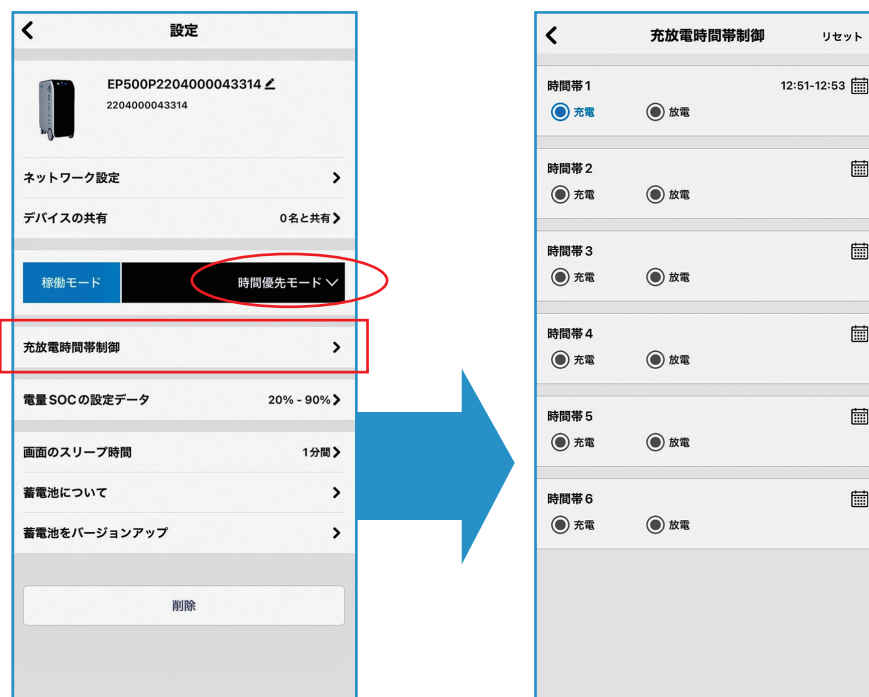 設定
EP500P2204000043314
2204000043314
ネットワーク設定
デバイスの共有 0名と共有
稼働モード 時間優先モード
充放電時間帯制御
電量SOCの設定データ 20% - 90%
画面のスリープ時間 1分間
蓄電池について
蓄電池をバージョンアップ
削除
充放電時間帯制御 リセット
時間帯1 12:51-12:53
充電 放電
時間帯2
充電 放電
時間帯3
充電 放電
時間帯4
充電 放電
時間帯5
充電 放電
時間帯6
充電 放電